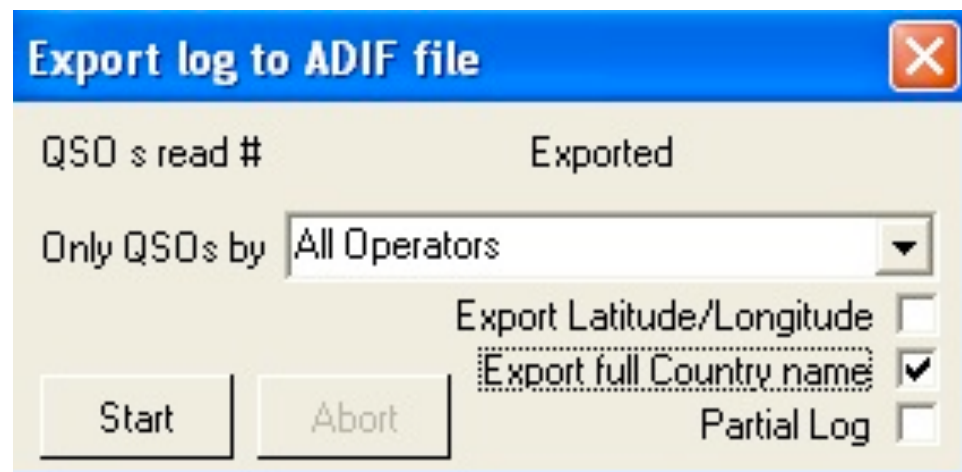 Export log to ADIF file
QSO s read # Exported
Only QSOs by All Operators
Export Latitude/Longitude
Export full Country name
Start Abort Partial Log